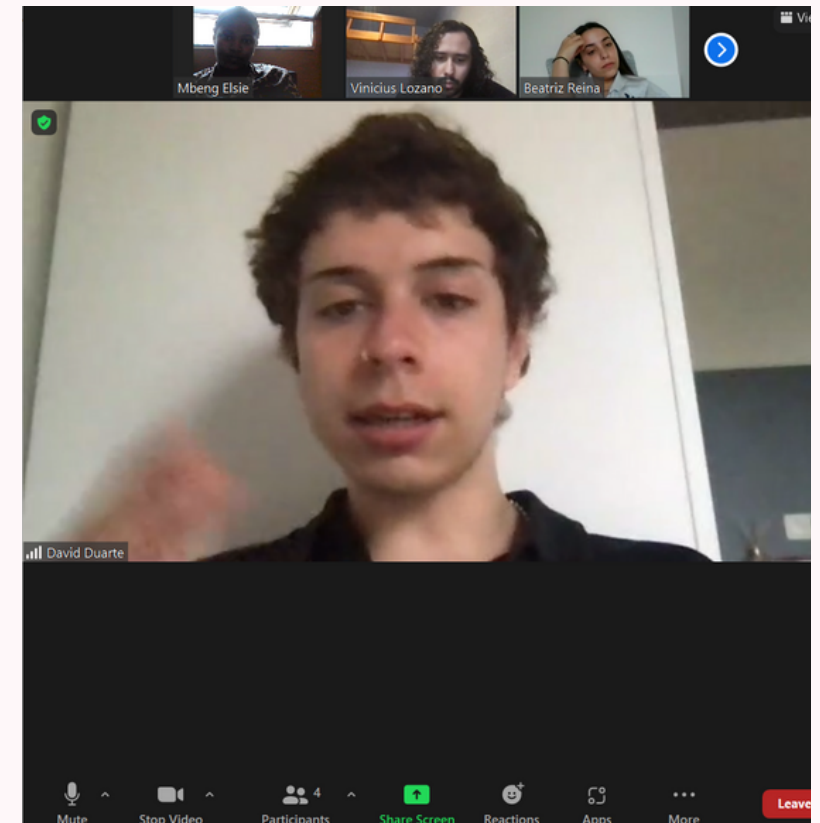 Vie
Mbeng Elsie
Vinicius Lozano
Beatriz Reina
David Duarte
4
Mute
Stop Video
Participants
Share Screen
Reactions
Apps
More
Leave